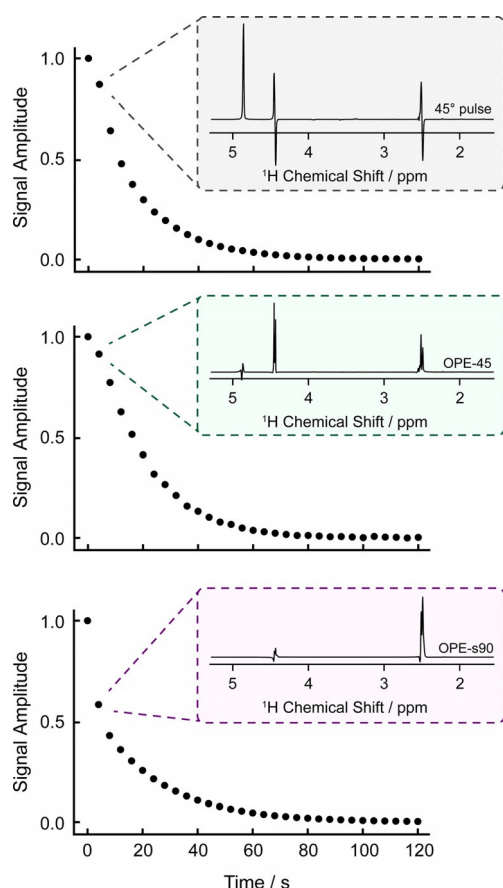 1.0
0.5
0.0
Signal Amplitude
45° pulse
5 4 3 2
¹H Chemical Shift / ppm
1.0
0.5
0.0
Signal Amplitude
OPE-45
5 4 3 2
¹H Chemical Shift / ppm
1.0
0.5
0.0
Signal Amplitude
OPE-s90
5 4 3 2
¹H Chemical Shift / ppm
0 20 40 60 80 100 120
Time / s